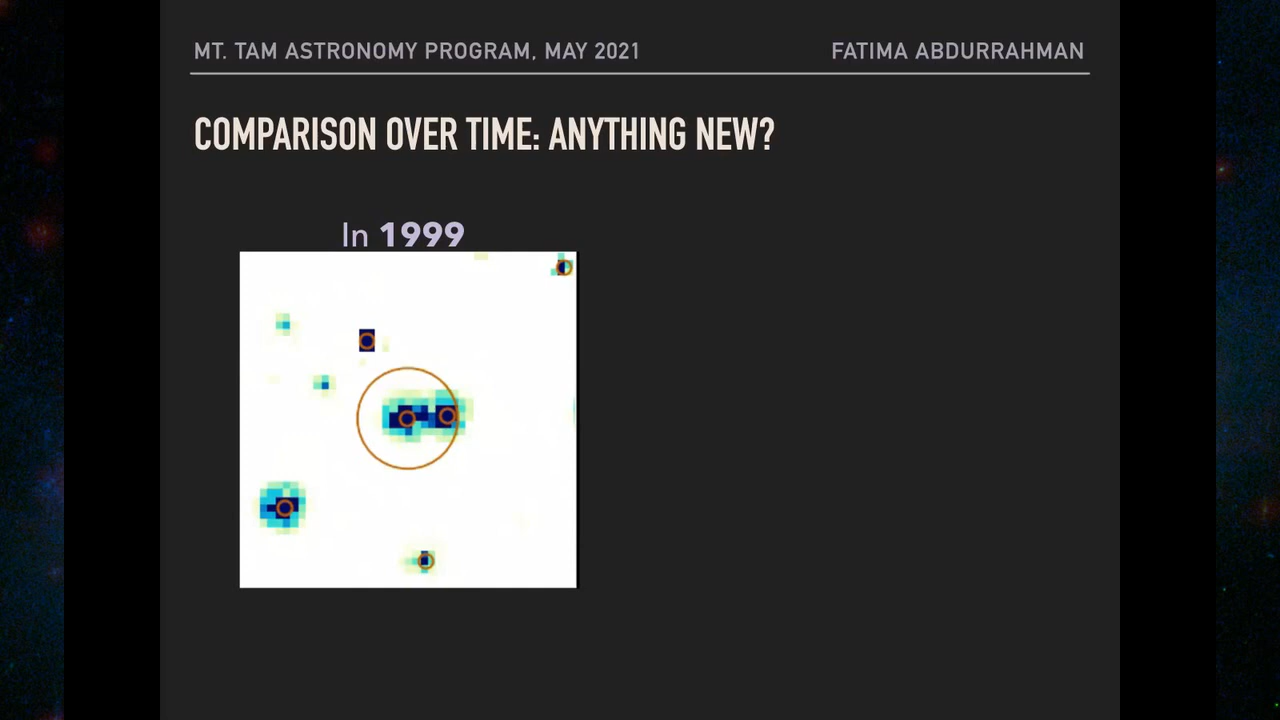 MT. TAM ASTRONOMY PROGRAM, MAY 2021
FATIMA ABDURRAHMAN
COMPARISON OVER TIME: ANYTHING NEW?
In 1999